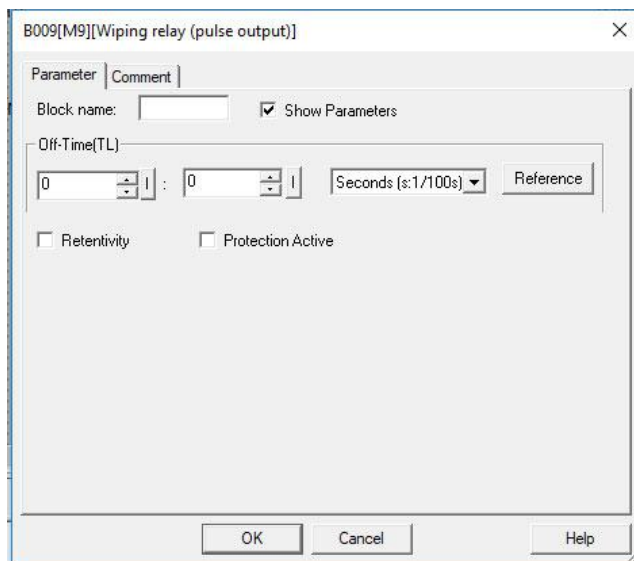 B009[M9][Wiping relay (pulse output)]
Parameter Comment
Block name: Show Parameters
Off-Time(TL)
0 : 0 Seconds (s:1/100s) Reference
Retentivity Protection Active
OK Cancel Help